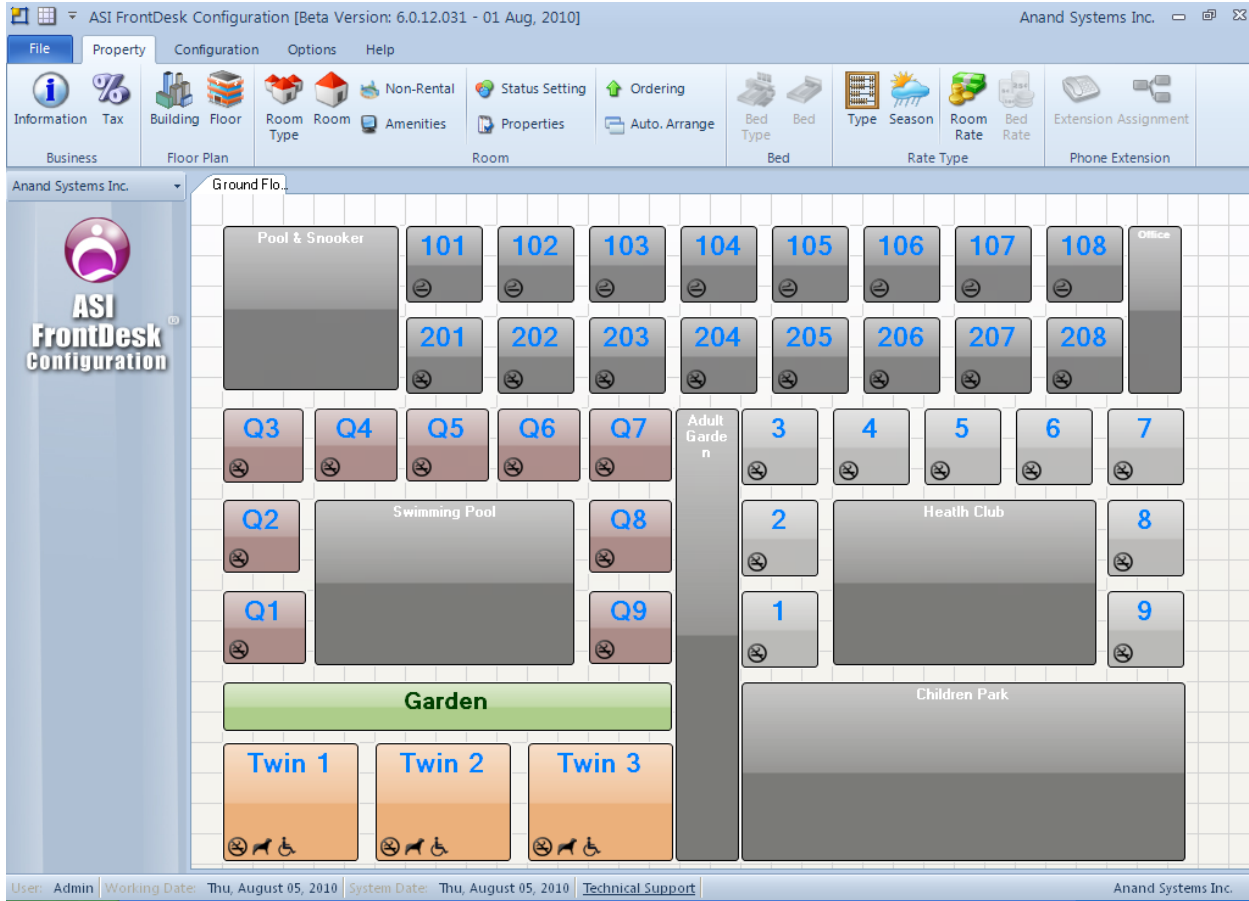 ASI FrontDesk Configuration [Beta Version: 6.0.12.031 - 01 Aug, 2010] Anand Systems Inc.
File Property Configuration Options Help
Information Tax Building Floor Room Type Room Non-Rental Status Setting Ordering Bed Type Bed Type Season Room Rate Bed Rate Extension Assignment
Amenities Properties Auto. Arrange
Business Floor Plan Room Bed Rate Type Phone Extension
Anand Systems Inc. Ground Flo...
ASI
FrontDesk ®
Configuration
Pool & Snooker 101 102 103 104 105 106 107 108 Office
201 202 203 204 205 206 207 208
Q3 Q4 Q5 Q6 Q7 Adult Garde n 3 4 5 6 7
Q2 Swimming Pool Q8 2 Heatlh Club 8
Q1 Q9 1 9
Garden Children Park
Twin 1 Twin 2 Twin 3
User: Admin Working Date: Thu, August 05, 2010 System Date: Thu, August 05, 2010 Technical Support Anand Systems Inc.